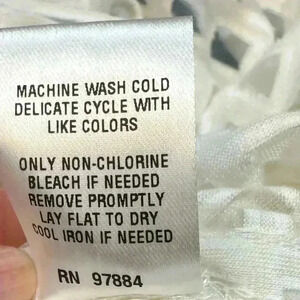 MACHINE WASH COLD
DELICATE CYCLE WITH
LIKE COLORS
ONLY NON-CHLORINE
BLEACH IF NEEDED
REMOVE PROMPTLY
LAY FLAT TO DRY
COOL IRON IF NEEDED
RN 97884